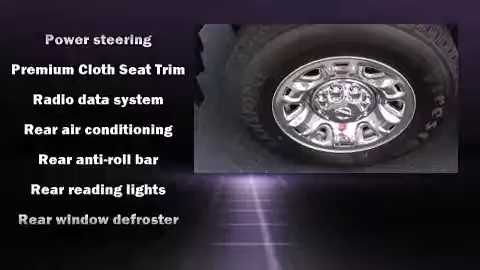 Power steering
Premium Cloth Seat Trim
Radio data system
Rear air conditioning
Rear anti-roll bar
Rear reading lights
Rear window defroster